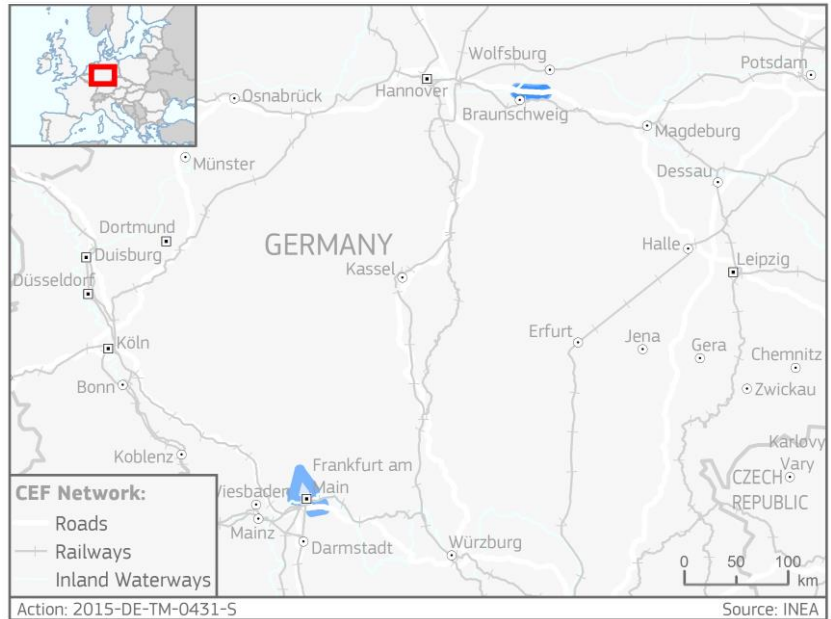 Wolfsburg
Potsdam
Osnabrück
Hannover
Braunschweig
Magdeburg
Münster
Dessau
Dortmund
GERMANY
Halle
Duisburg
Kassel
Leipzig
Düsseldorf
Erfurt
Jena
Gera
Köln
Chemnitz
Bonn
Zwickau
Koblenz
Frankfurt am
Main
Karlovy
Vary
CZECH
REPUBLIC
CEF Network:
Wiesbaden
Roads
Mainz
Darmstadt
Würzburg
Railways
Inland Waterways
0 50 100
km
Action: 2015-DE-TM-0431-S
Source: INEA